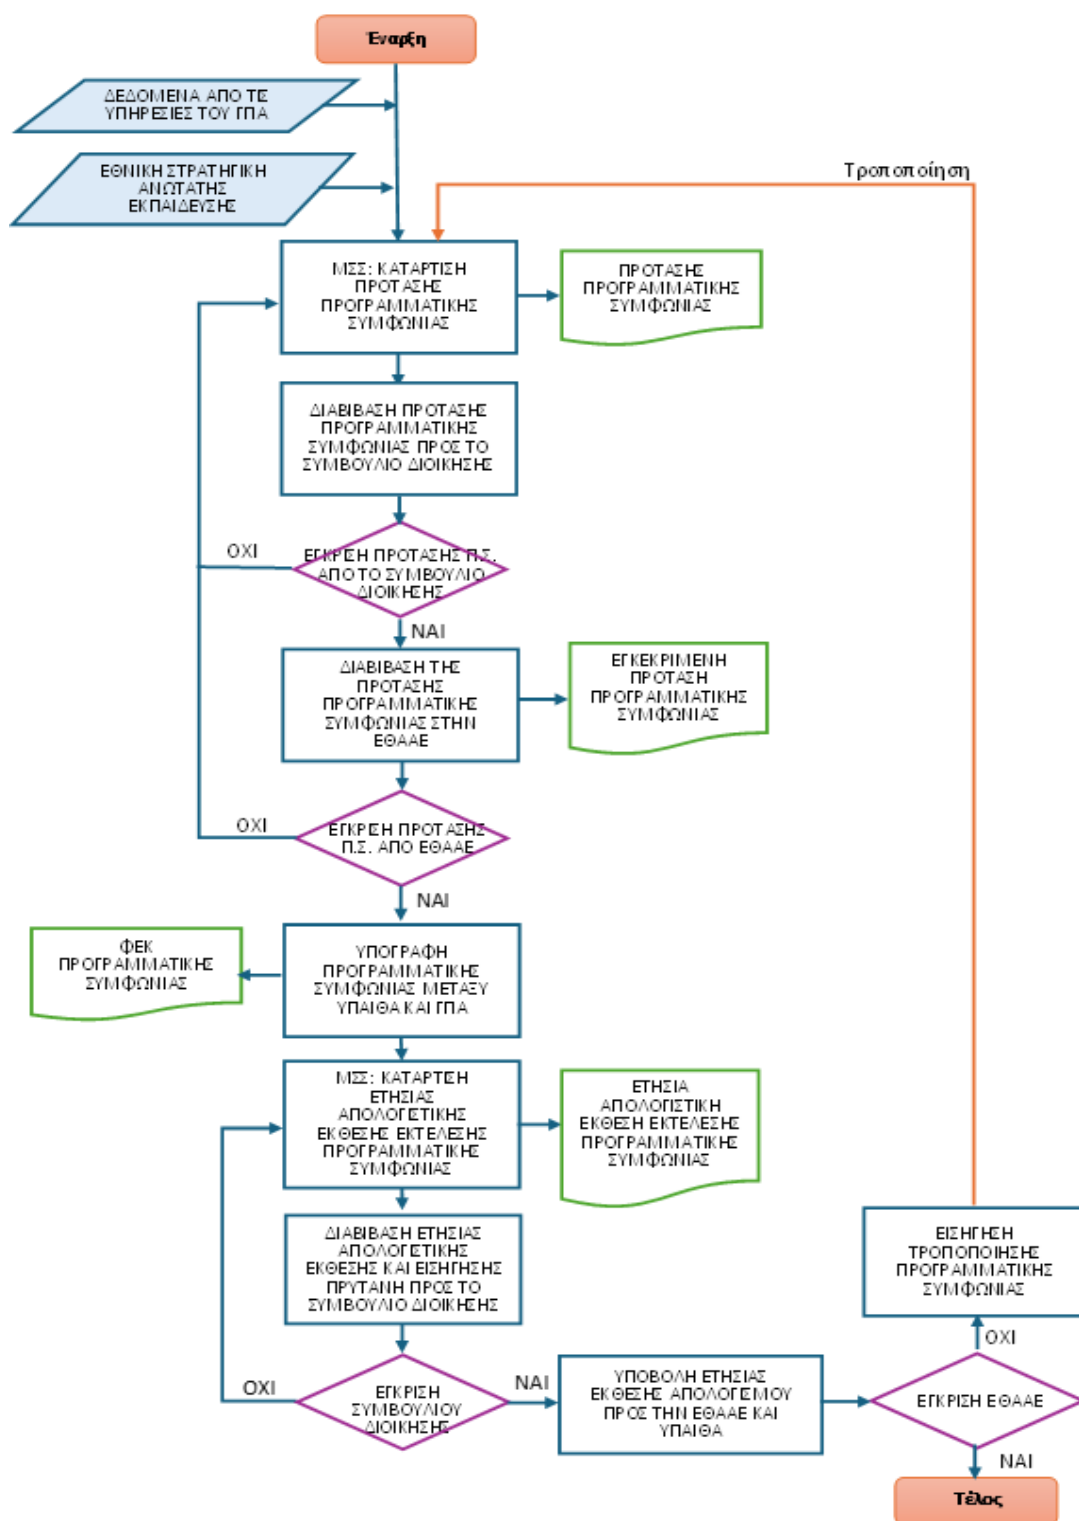 Έναρξη
ΔΕΔΟΜΕΝΑ ΑΠΟ ΤΙΣ
ΥΠΗΡΕΣΙΕΣ ΤΟΥ ΓΠΑ
ΕΘΝΙΚΗ ΣΤΡΑΤΗΓΙΚΗ
ΑΝΩΤΑΤΗΣ
ΕΚΠΑΙΔΕΥΣΗΣ
Τροποποίηση
ΜΣΣ: ΚΑΤΑΡΤΙΣΗ
ΠΡΟΤΑΣΗΣ
ΠΡΟΓΡΑΜΜΑΤΙΚΗΣ
ΣΥΜΦΩΝΙΑΣ
ΠΡΟΤΑΣΗΣ
ΠΡΟΓΡΑΜΜΑΤΙΚΗΣ
ΣΥΜΦΩΝΙΑΣ
ΔΙΑΒΙΒΑΣΗ ΠΡΟΤΑΣΗΣ
ΠΡΟΓΡΑΜΜΑΤΙΚΗΣ
ΣΥΜΦΩΝΙΑΣ ΠΡΟΣ ΤΟ
ΣΥΜΒΟΥΛΙΟ ΔΙΟΙΚΗΣΗΣ
ΟΧΙ
ΕΓΚΡΙΣΗ ΠΡΟΤΑΣΗΣ Π.Σ.
ΑΠΟ ΤΟ ΣΥΜΒΟΥΛΙΟ
ΔΙΟΙΚΗΣΗΣ
ΝΑΙ
ΔΙΑΒΙΒΑΣΗ ΤΗΣ
ΠΡΟΤΑΣΗΣ
ΠΡΟΓΡΑΜΜΑΤΙΚΗΣ
ΣΥΜΦΩΝΙΑΣ ΣΤΗΝ
ΕΘΑΑΕ
ΕΓΚΕΚΡΙΜΕΝΗ
ΠΡΟΤΑΣΗ
ΠΡΟΓΡΑΜΜΑΤΙΚΗΣ
ΣΥΜΦΩΝΙΑΣ
ΟΧΙ
ΕΓΚΡΙΣΗ ΠΡΟΤΑΣΗΣ
Π.Σ. ΑΠΟ ΕΘΑΑΕ
ΝΑΙ
ΦΕΚ
ΠΡΟΓΡΑΜΜΑΤΙΚΗΣ
ΣΥΜΦΩΝΙΑΣ
ΥΠΟΓΡΑΦΗ
ΠΡΟΓΡΑΜΜΑΤΙΚΗΣ
ΣΥΜΦΩΝΙΑΣ ΜΕΤΑΞΥ
ΥΠΑΙΘΑ ΚΑΙ ΓΠΑ
ΜΣΣ: ΚΑΤΑΡΤΙΣΗ
ΕΤΗΣΙΑΣ
ΑΠΟΛΟΓΙΣΤΙΚΗΣ
ΕΚΘΕΣΗΣ ΕΚΤΕΛΕΣΗΣ
ΠΡΟΓΡΑΜΜΑΤΙΚΗΣ
ΣΥΜΦΩΝΙΑΣ
ΕΤΗΣΙΑ
ΑΠΟΛΟΓΙΣΤΙΚΗ
ΕΚΘΕΣΗ ΕΚΤΕΛΕΣΗΣ
ΠΡΟΓΡΑΜΜΑΤΙΚΗΣ
ΣΥΜΦΩΝΙΑΣ
ΔΙΑΒΙΒΑΣΗ ΕΤΗΣΙΑΣ
ΑΠΟΛΟΓΙΣΤΙΚΗΣ
ΕΚΘΕΣΗΣ ΚΑΙ ΕΙΣΗΓΗΣΗΣ
ΠΡΥΤΑΝΗ ΠΡΟΣ ΤΟ
ΣΥΜΒΟΥΛΙΟ ΔΙΟΙΚΗΣΗΣ
ΕΙΣΗΓΗΣΗ
ΤΡΟΠΟΠΟΙΗΣΗΣ
ΠΡΟΓΡΑΜΜΑΤΙΚΗΣ
ΣΥΜΦΩΝΙΑΣ
ΟΧΙ
ΟΧΙ
ΕΓΚΡΙΣΗ
ΣΥΜΒΟΥΛΙΟΥ
ΔΙΟΙΚΗΣΗΣ
ΝΑΙ
ΥΠΟΒΟΛΗ ΕΤΗΣΙΑΣ
ΕΚΘΕΣΗΣ ΑΠΟΛΟΓΙΣΜΟΥ
ΠΡΟΣ ΤΗΝ ΕΘΑΑΕ ΚΑΙ
ΥΠΑΙΘΑ
ΕΓΚΡΙΣΗ ΕΘΑΑΕ
ΝΑΙ
Τέλος